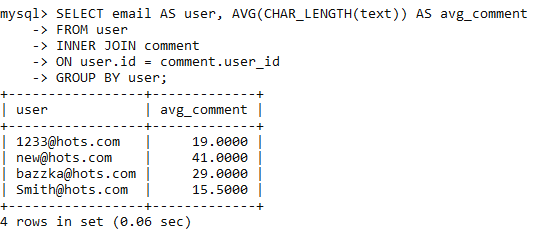 mysql> SELECT email AS user, AVG(CHAR_LENGTH(text)) AS avg_comment
    -> FROM user
    -> INNER JOIN comment
    -> ON user.id = comment.user_id
    -> GROUP BY user;
+-----------------+-------------+
| user            | avg_comment |
+-----------------+-------------+
| 1233@hots.com   |     19.0000 |
| new@hots.com    |     41.0000 |
| bazzka@hots.com |     29.0000 |
| Smith@hots.com  |     15.5000 |
+-----------------+-------------+
4 rows in set (0.06 sec)